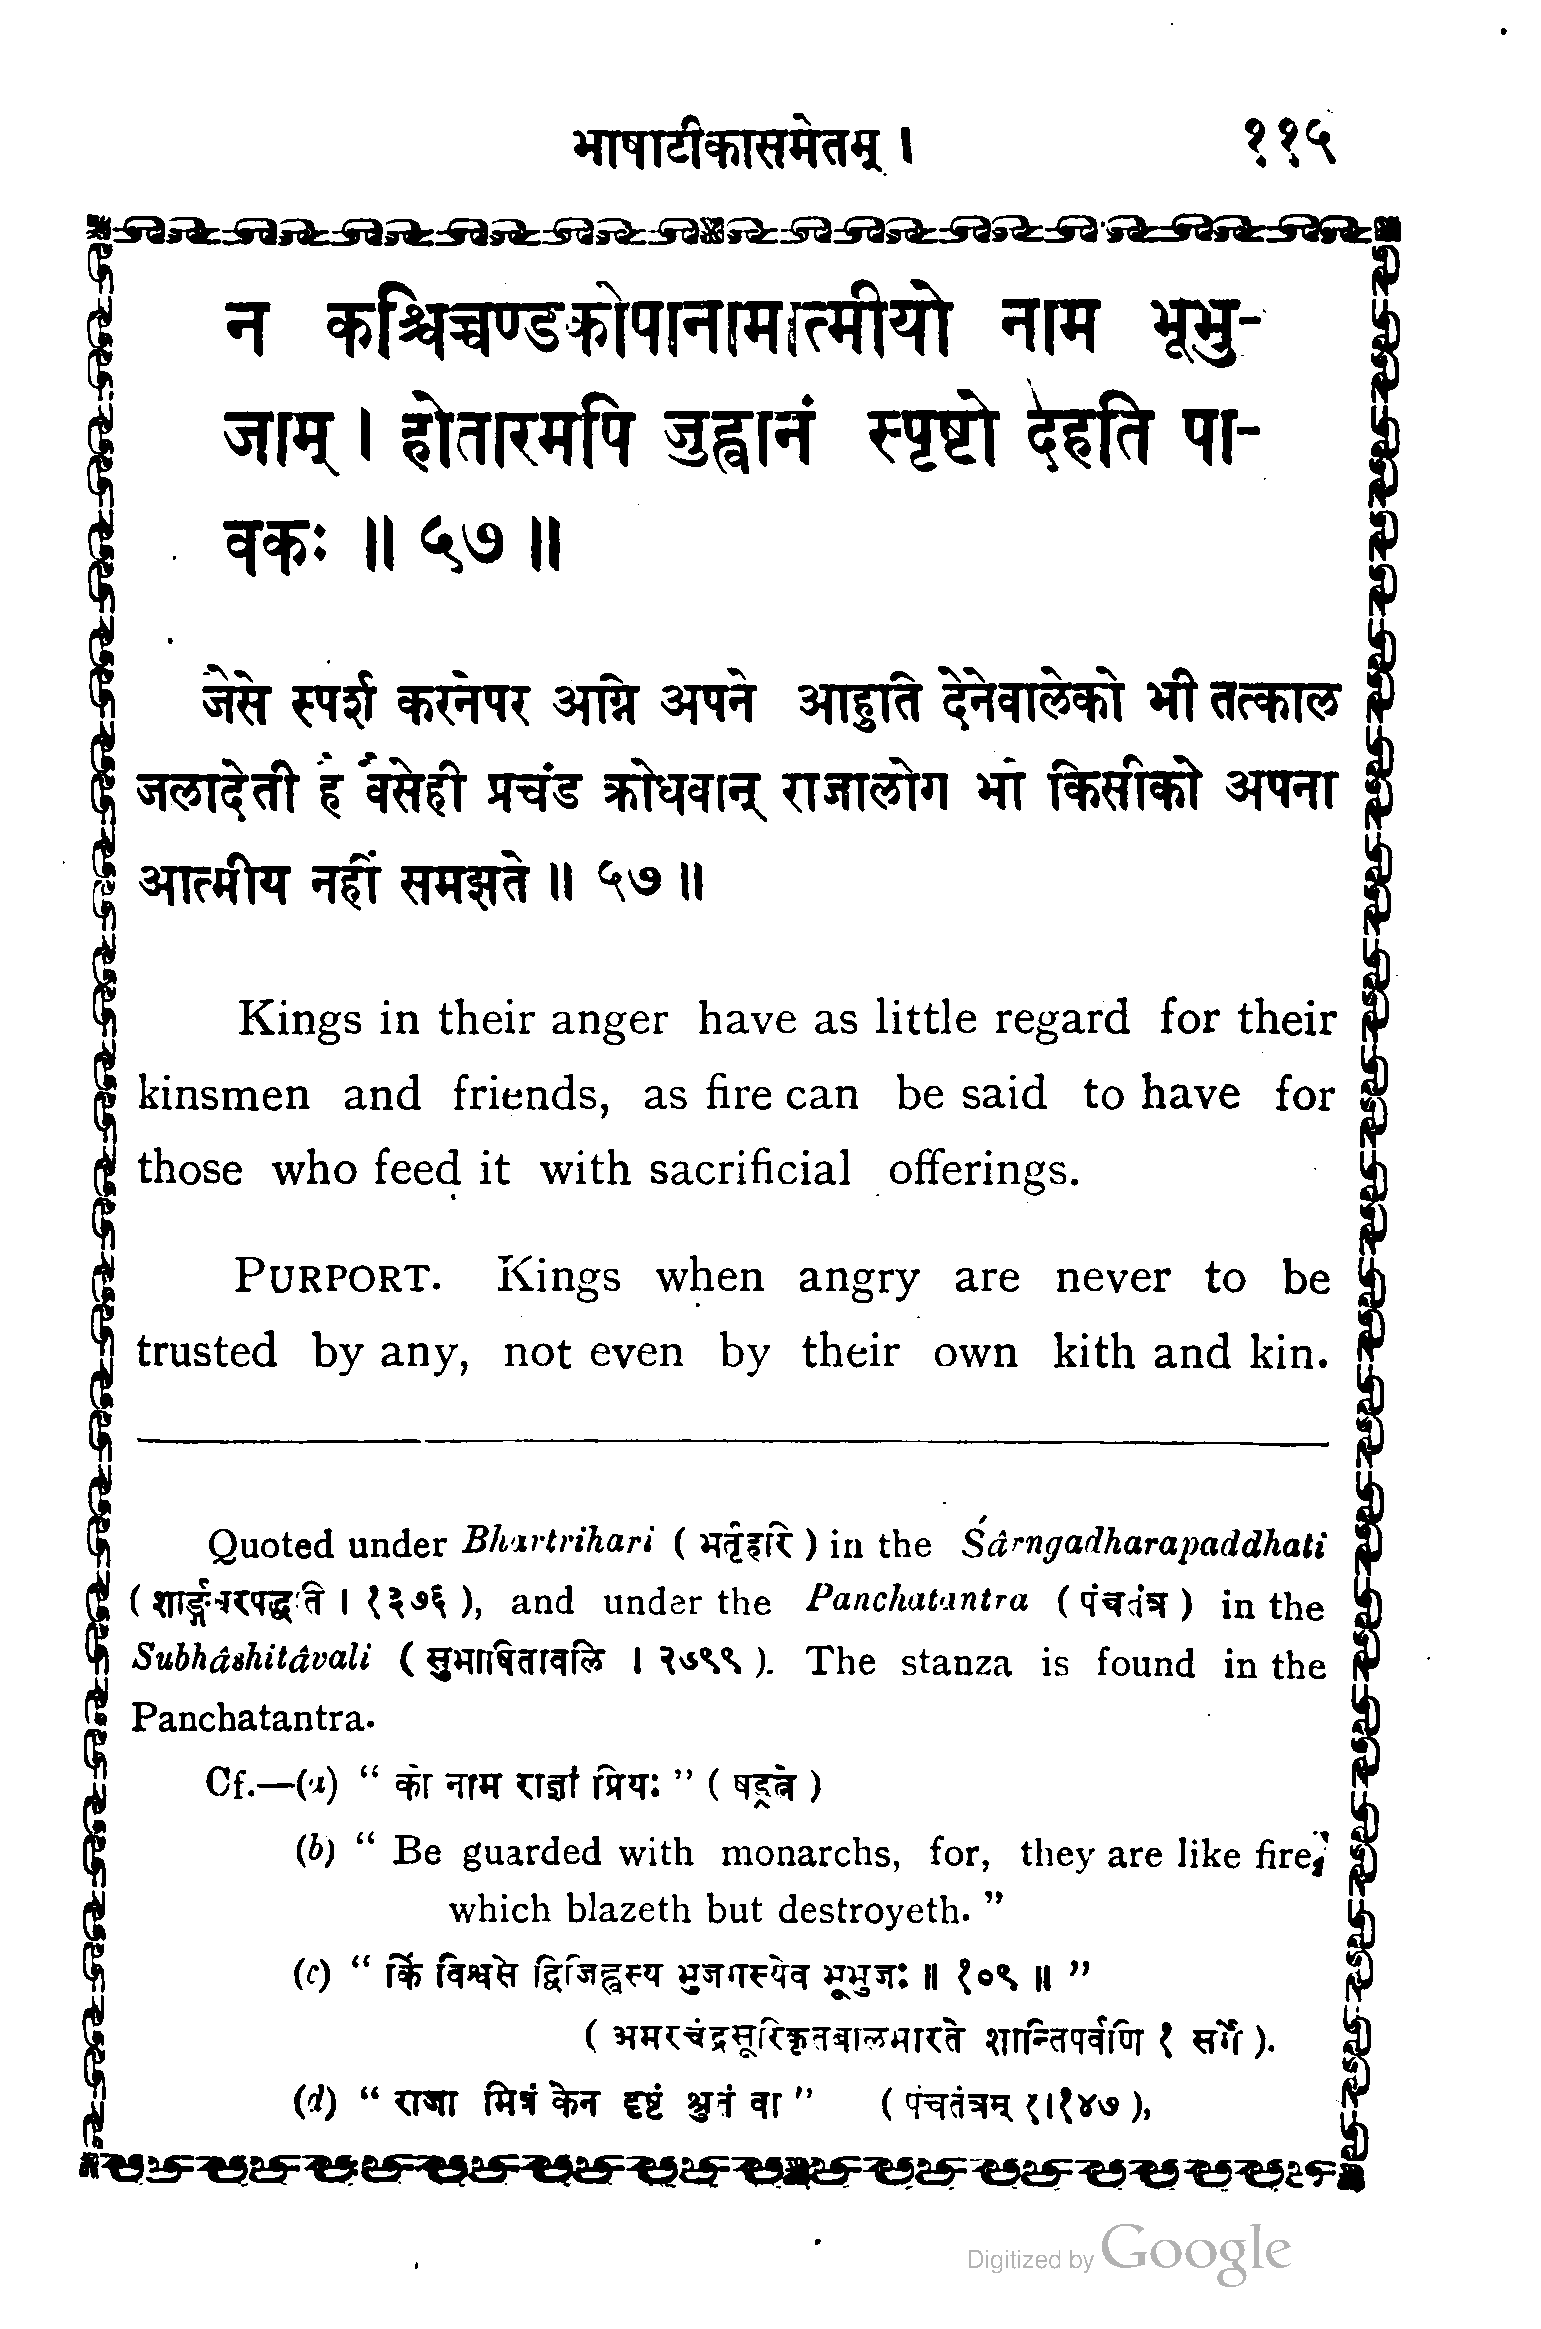 भाषाटीकासमेतम् । ११५
न कश्चिच्चण्डकोपानामात्मीयो नाम भूभु-
जाम् । होतारमपि जुह्वानं स्पृष्टो दहति पा-
वकः ॥ ५७ ॥
जैसे स्पर्श करनेपर अग्नि अपने आहुति देनेवालेको भी तत्काल
जलादेती है वैसेही प्रचंड क्रोधवान् राजालोग भी किसीको अपना
आत्मीय नहीं समझते ॥ ५७ ॥
Kings in their anger have as little regard for their
kinsmen and friends, as fire can be said to have for
those who feed it with sacrificial offerings.
PURPORT. Kings when angry are never to be
trusted by any, not even by their own kith and kin.
Quoted under Bhartrihari ( भर्तृहरि ) in the Śârngadharapaddhati
( शार्ङ्गधरपद्धति । १३७६ ), and under the Panchatantra ( पंचतंत्र ) in the
Subhâshitâvali ( सुभाषितावलि । २७९९ ). The stanza is found in the
Panchatantra.
Cf.—(a) “ को नाम राज्ञां प्रियः ” ( षड्रत्ने )
(b) “ Be guarded with monarchs, for, they are like fire,
which blazeth but destroyeth. ”
(c) “ किं विश्वसे द्विजिह्वस्य भुजगस्येव भूभुजः ॥ १०९ ॥ ”
( अमरचंद्रसूरिकृतबालभारते शान्तिपर्वणि १ सर्गे ).
(d) “ राजा मित्रं केन दृष्टं श्रुतं वा ” ( पंचतंत्रम् १।१४७ ),
Digitized by Google